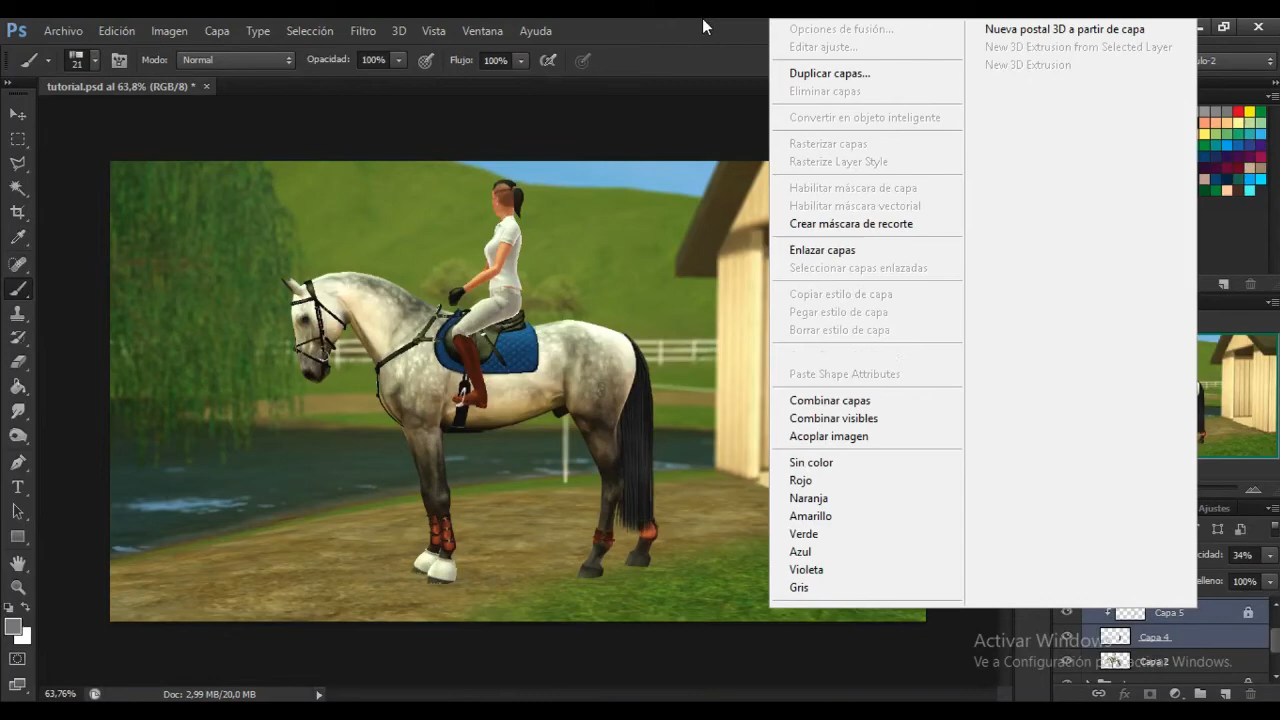 Ps Archivo Edición Imagen Capa Type Selección Filtro 3D Vista Ventana Ayuda
21 Modo: Normal Opacidad: 100% Flujo: 100%
tutorial.psd al 63,8% (RGB/8) * ×
Opciones de fusión...
Editar ajuste...
Duplicar capas...
Eliminar capas
Convertir en objeto inteligente
Rasterizar capas
Rasterize Layer Style
Habilitar máscara de capa
Habilitar máscara vectorial
Crear máscara de recorte
Enlazar capas
Seleccionar capas enlazadas
Copiar estilo de capa
Pegar estilo de capa
Borrar estilo de capa
Paste Shape Attributes
Combinar capas
Combinar visibles
Acoplar imagen
Sin color
Rojo
Naranja
Amarillo
Verde
Azul
Violeta
Gris
Nueva postal 3D a partir de capa
New 3D Extrusion from Selected Layer
New 3D Extrusion
Ajustes
34%
100%
Capa 5
Capa 4
Capa 2
Activar Windows
Ve a Configuración para activar Windows.
63,76% Doc: 2,99 MB/20,0 MB